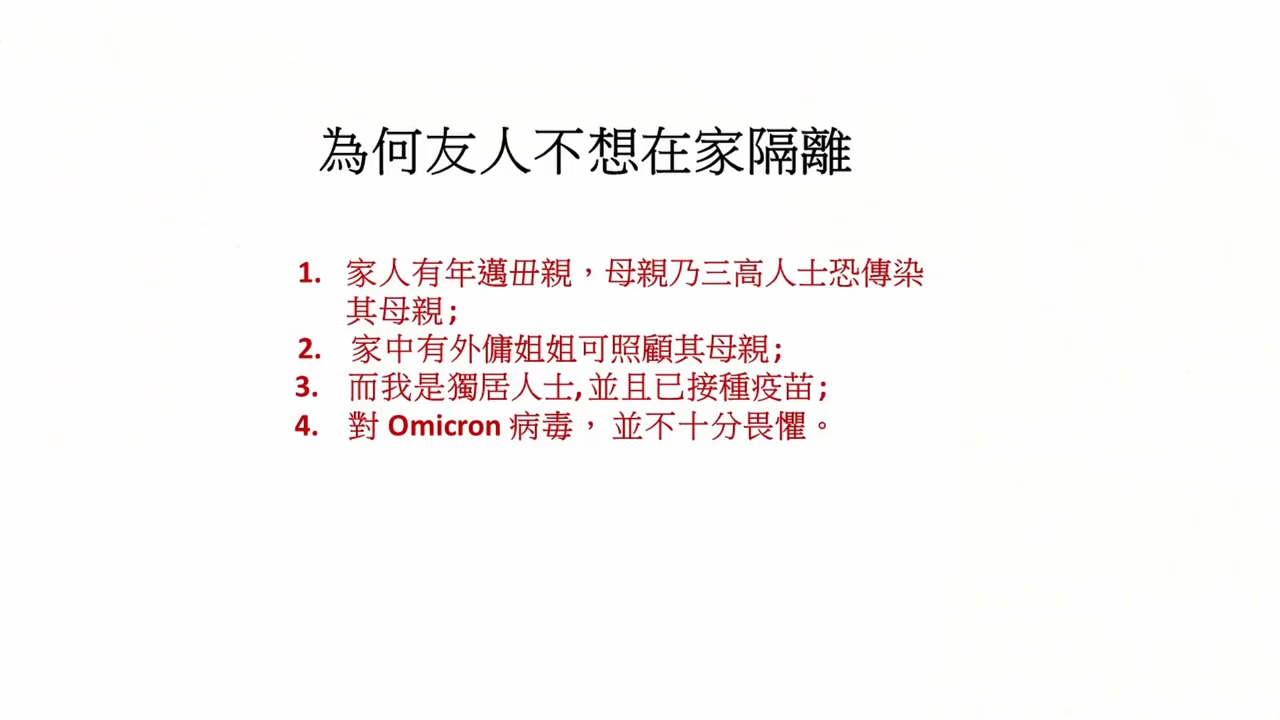 為何友人不想在家隔離
1. 家人有年邁毌親，母親乃三高人士恐傳染
其母親;
2. 家中有外傭姐姐可照顧其母親;
3. 而我是獨居人士,並且已接種疫苗;
4. 對 Omicron 病毒， 並不十分畏懼。